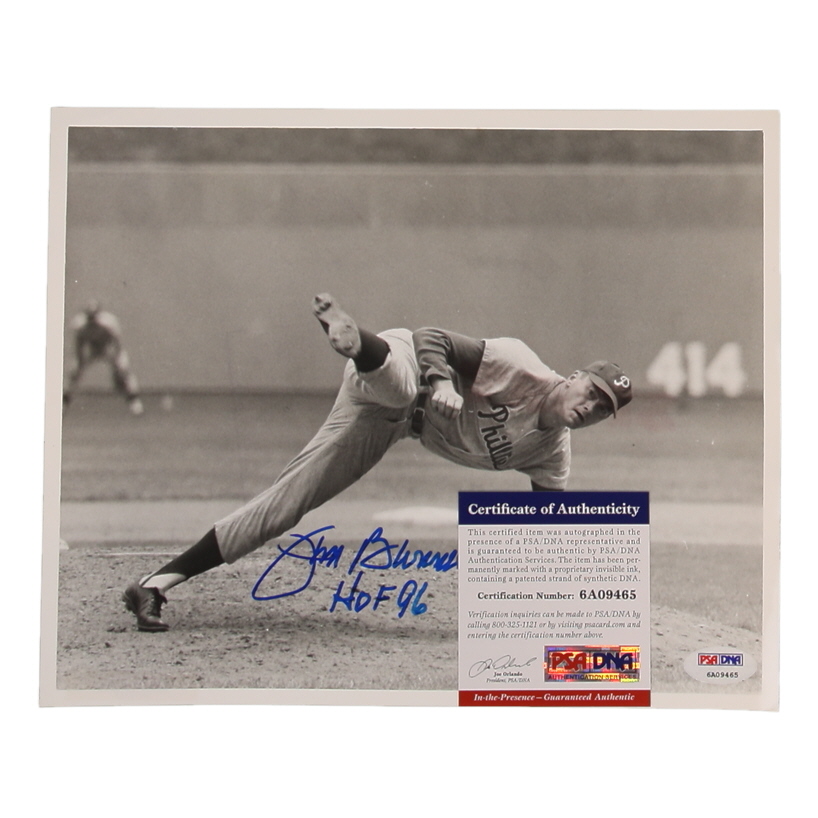 P
414
Phillie
Jim Bunn
HOF 96
Certificate of Authenticity
This certified item was autographed in the
presence of a PSA/DNA representative and
is guaranteed to be authentic by PSA/DNA
Authentication Services. The item has been per-
manently marked with a proprietary invisible ink,
containing a patented strand of synthetic DNA.
Certification Number: 6A09465
Verification inquiries can be made to PSA/DNA by
calling 800-325-1121 or by visiting psacard.com and
entering the certification number above.
Joe Orlando
President, PSA/DNA
PSA DNA
AUTHENTICATION SERVICES
In-the-Presence – Guaranteed Authentic
PSA DNA
6A09465